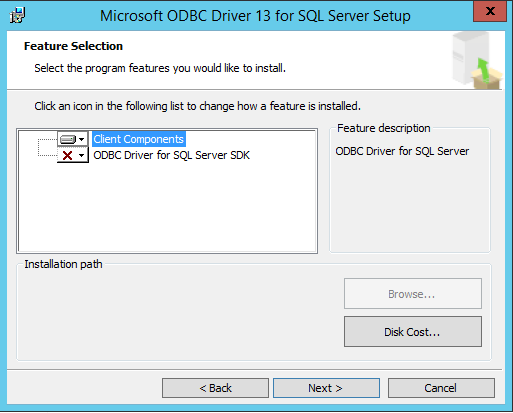 Microsoft ODBC Driver 13 for SQL Server Setup
x
Feature Selection
Select the program features you would like to install.
Click an icon in the following list to change how a feature is installed.
Client Components
ODBC Driver for SQL Server SDK
Feature description
ODBC Driver for SQL Server
Installation path
Browse...
Disk Cost...
< Back
Next >
Cancel